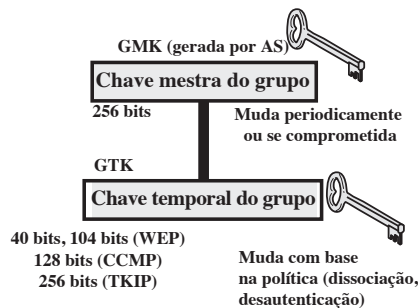 GMK (gerada por AS)
Chave mestra do grupo
256 bits
Muda periodicamente
ou se comprometida
GTK
Chave temporal do grupo
40 bits, 104 bits (WEP)
128 bits (CCMP)
256 bits (TKIP)
Muda com base
na política (dissociação,
desautenticação)